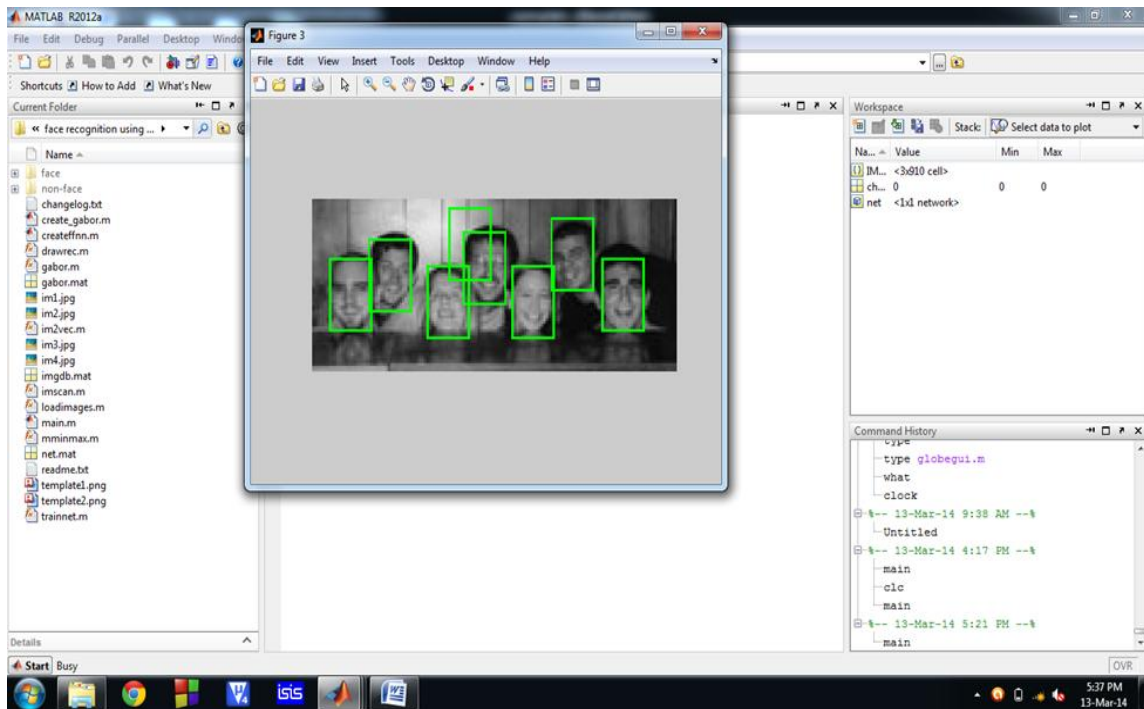 MATLAB R2012a
File Edit Debug Parallel Desktop Windo
Shortcuts How to Add What's New
Current Folder
« face recognition using ...
Name
face
non-face
changelog.txt
create_gabor.m
createffnn.m
drawrec.m
gabor.m
gabor.mat
im1.jpg
im2.jpg
im2vec.m
im3.jpg
im4.jpg
imgdb.mat
imscan.m
loadimages.m
main.m
mminmax.m
net.mat
readme.txt
template1.png
template2.png
trainnet.m
Details
Figure 3
File Edit View Insert Tools Desktop Window Help
Workspace
Stack: Select data to plot
Na... Value Min Max
IM... <3x910 cell>
ch... 0 0 0
net <1x1 network>
Command History
type
type globegui.m
what
clock
%-- 13-Mar-14 9:38 AM --%
Untitled
%-- 13-Mar-14 4:17 PM --%
main
clc
main
%-- 13-Mar-14 5:21 PM --%
main
Start Busy
OVR
isis
5:37 PM
13-Mar-14